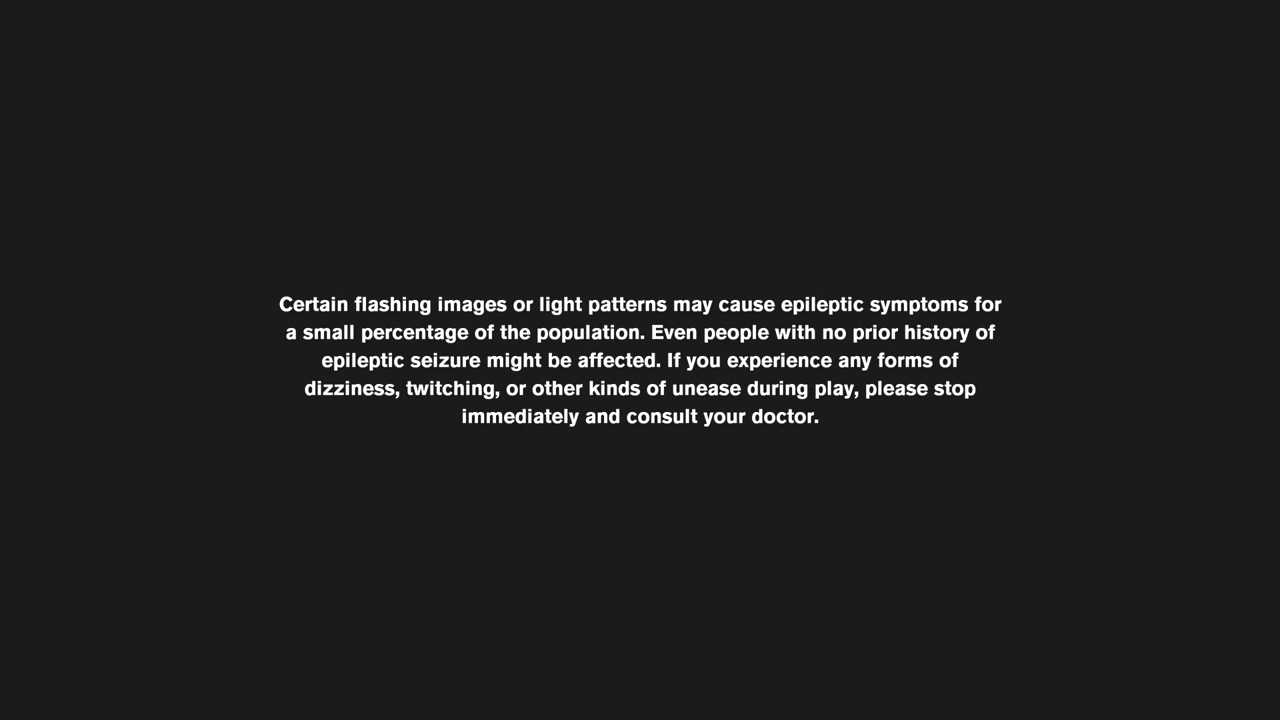 Certain flashing images or light patterns may cause epileptic symptoms for
a small percentage of the population. Even people with no prior history of
epileptic seizure might be affected. If you experience any forms of
dizziness, twitching, or other kinds of unease during play, please stop
immediately and consult your doctor.